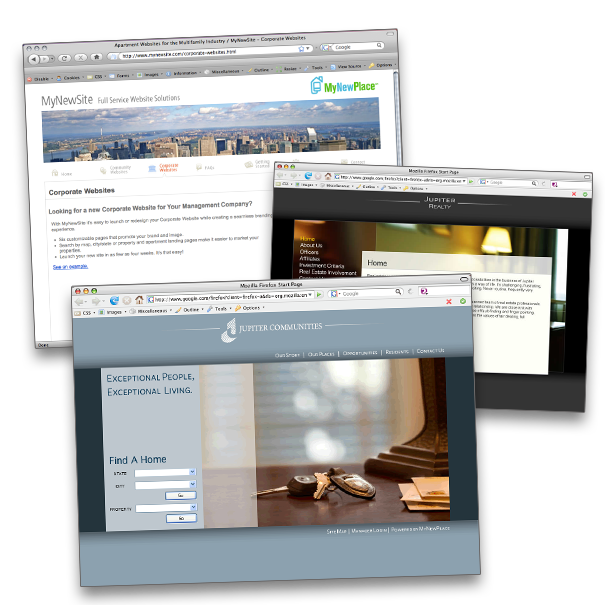 Apartment Websites for the Multifamily Industry / MyNewSite - Corporate Websites
http://www.mynewsite.com/corporate-websites.html
Google
Disable Cookies CSS Forms Images Information Miscellaneous Outline Resize Tools View Source Options
MyNewSite Full Service Website Solutions
MyNewPlace
Home
Community Websites
Corporate Websites
FAQs
Getting
Corporate Websites
Looking for a new Corporate Website for Your Management Company?
With MyNewSite it's easy to launch or redesign your Corporate Website while creating a seamless branding
experience.
Six customizable pages that promote your brand and image.
Search by map, city/state or property and apartment landing pages make it easier to market your
properties.
Launch your new site in as few as four weeks. It's that easy!
See an example.
Done
Mozilla Firefox Start Page
http://www.google.com/firefox?client=firefox-a&rls=org.mozilla:en
Google
CSS Images Miscellaneous Outline Tools Options
JUPITER
REALTY
Home
About Us
Officers
Affiliates
Investment Criteria
Real Estate Involvement
Home
Mozilla Firefox Start Page
http://www.google.com/firefox?client=firefox-a&rls=org.mozilla:en
Google
CSS Images Miscellaneous Outline Tools Options
JUPITER COMMUNITIES
OUR STORY | OUR PLACES | OPPORTUNITIES | RESIDENTS | CONTACT US
EXCEPTIONAL PEOPLE,
EXCEPTIONAL LIVING.
Find A Home
STATE
CITY
Go
PROPERTY
Go
SITE MAP | MANAGER LOGIN | POWERED BY MYNEWPLACE